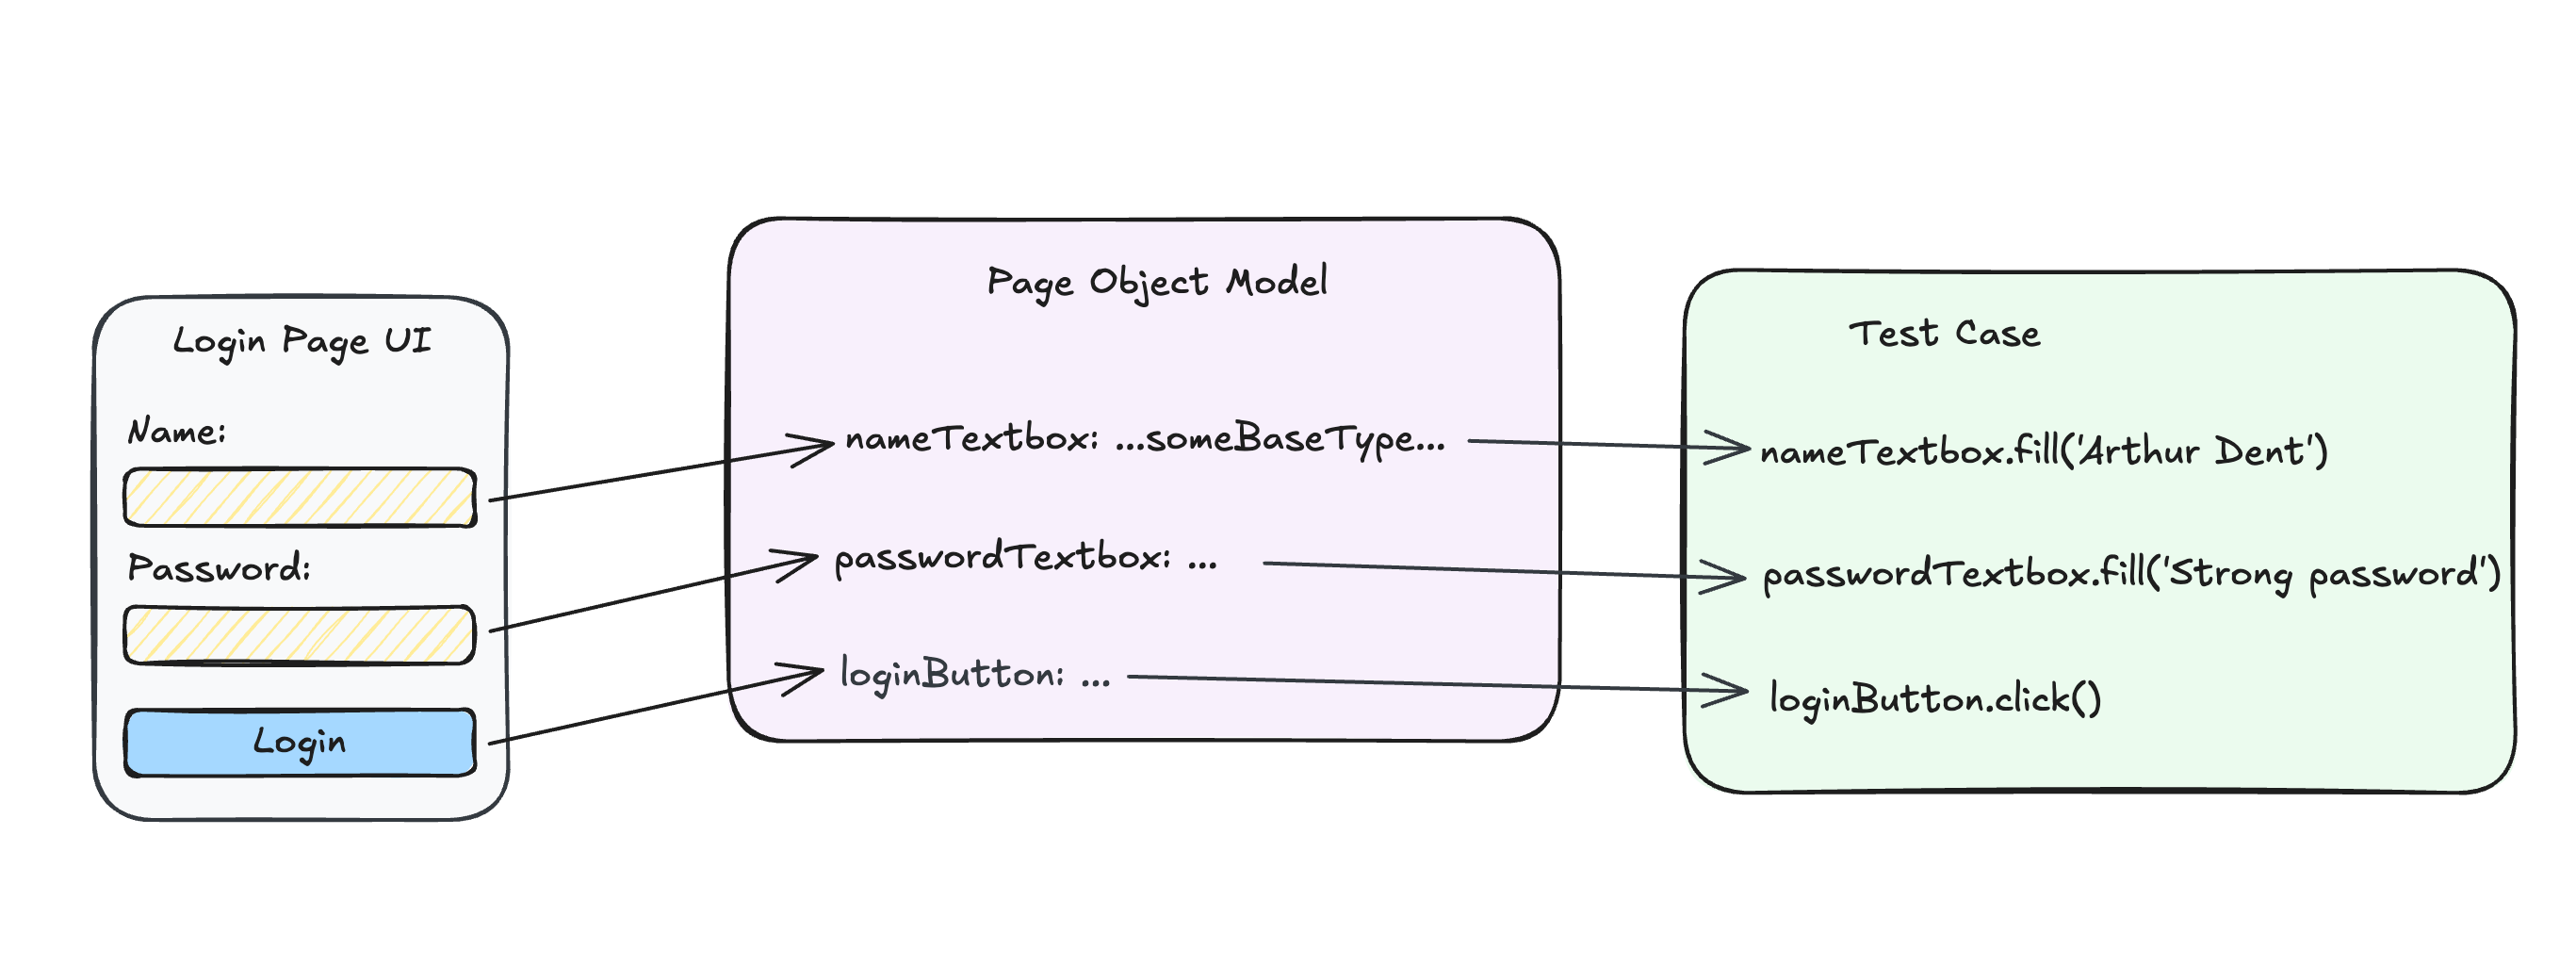 Login Page UI
Name:
Password:
Login
Page Object Model
nameTextbox: ...someBaseType...
passwordTextbox: ...
loginButton: ...
Test Case
nameTextbox.fill('Arthur Dent')
passwordTextbox.fill('Strong password')
loginButton.click()